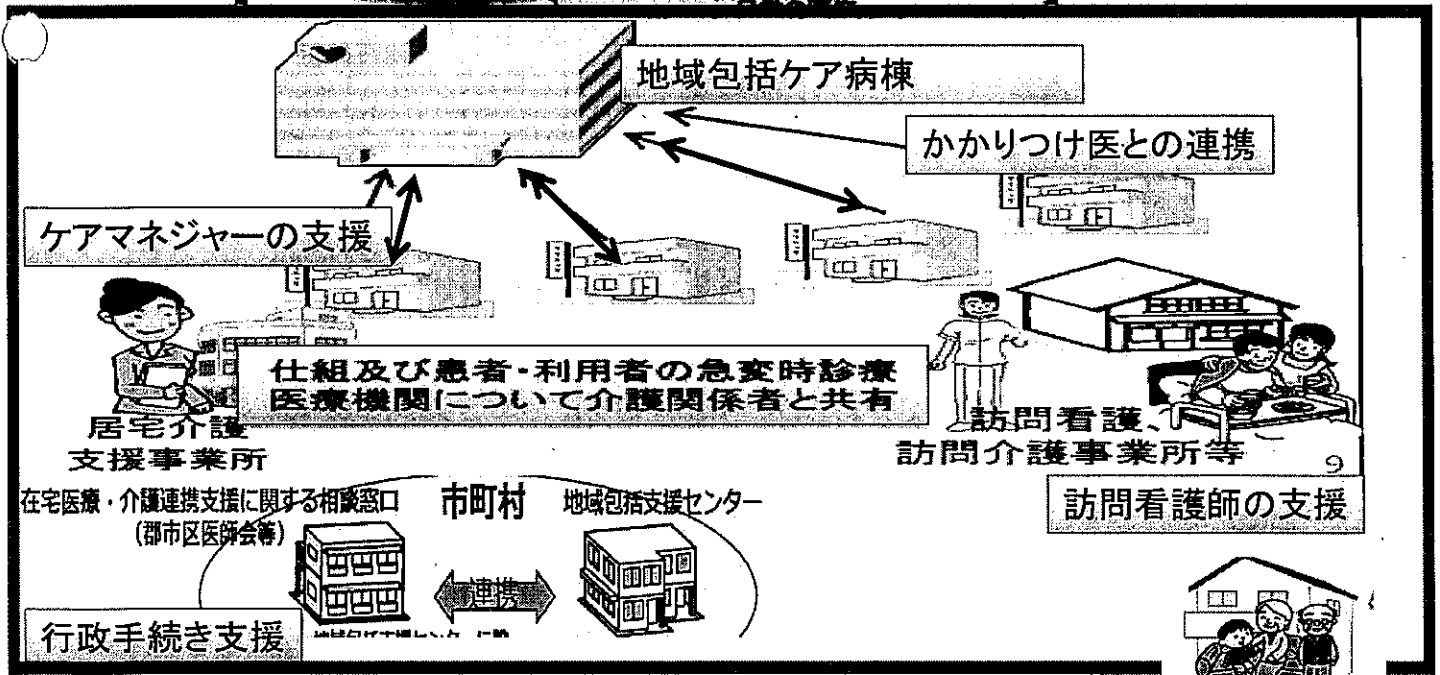 地域包括ケア病棟
かかりつけ医との連携
ケアマネジャーの支援
仕組及び患者・利用者の急変時診療
医療機関について介護関係者と共有
居宅介護
支援事業所
訪問看護、
訪問介護事業所等
9
訪問看護師の支援
在宅医療・介護連携支援に関する相談窓口
(郡市区医師会等)
市町村
地域包括支援センター
連携
行政手続き支援